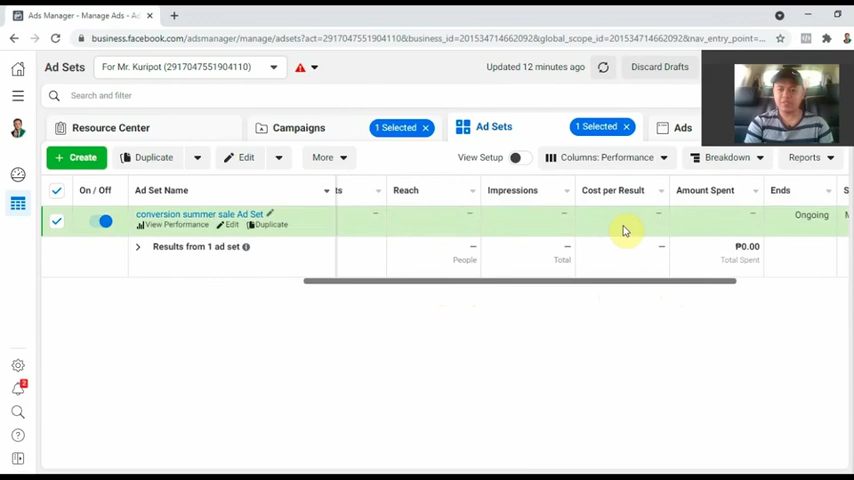 Ads Manager - Manage Ads - Ad
business.facebook.com/adsmanager/manage/adsets?act=2917047551904110&business_id=201534714662092&global_scope_id=201534714662092&nav_entry_point=...
Ad Sets
For Mr. Kuripot (2917047551904110)
Updated 12 minutes ago
Discard Drafts
Search and filter
Resource Center
Campaigns
1 Selected ×
Ad Sets
1 Selected ×
Ads
+ Create
Duplicate
Edit
More
View Setup
Columns: Performance
Breakdown
Reports
On / Off
Ad Set Name
ts
Reach
Impressions
Cost per Result
Amount Spent
Ends
S
conversion summer sale Ad Set
— — — — —
Ongoing
View Performance
Edit
Duplicate
Results from 1 ad set
—
People
—
Total
—
₱0.00
Total Spent
2